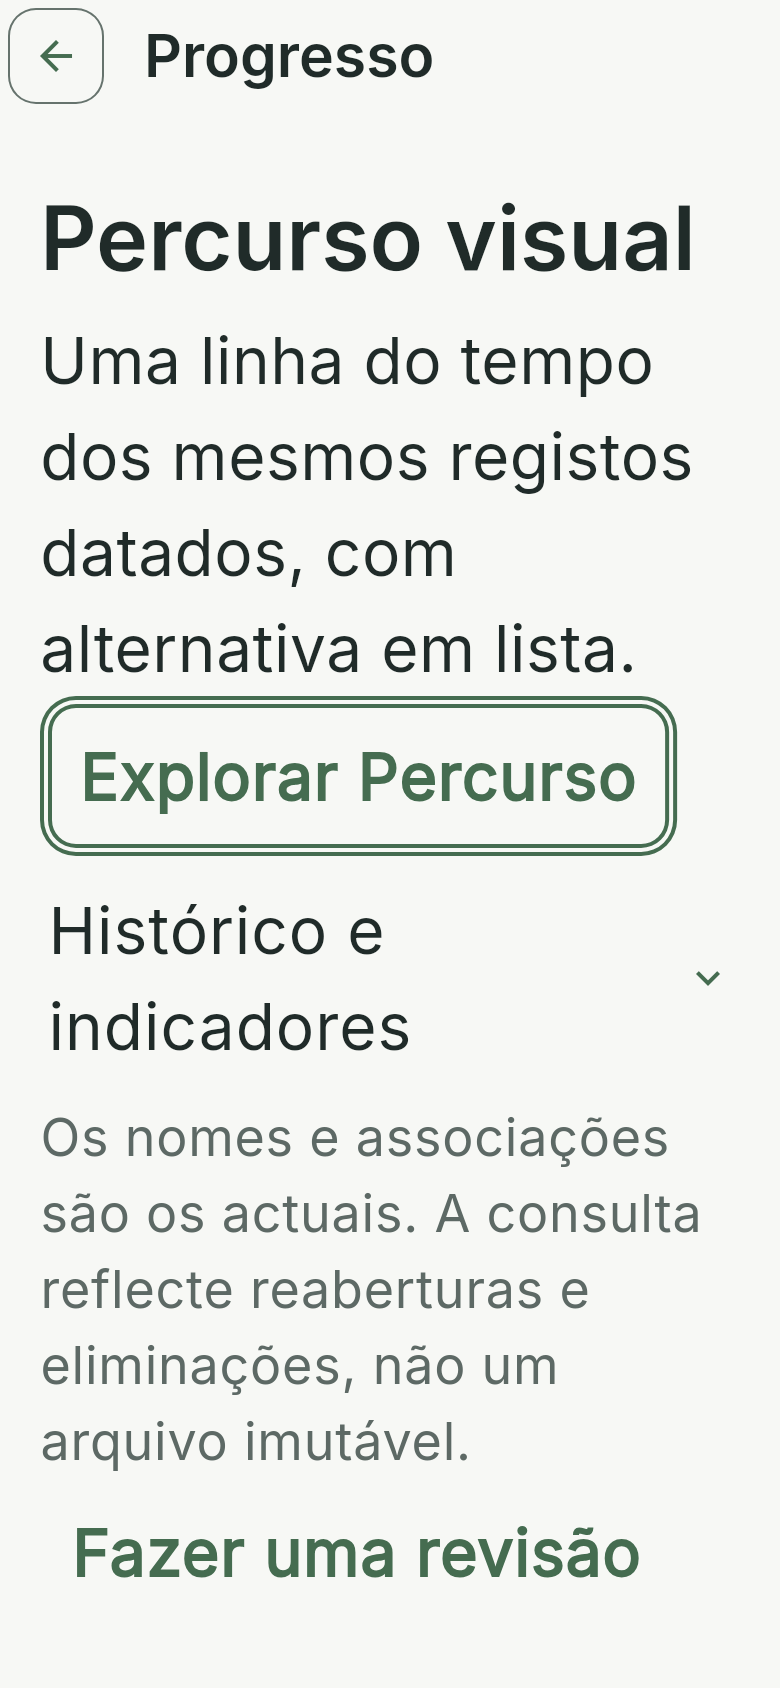 Progresso
Percurso visual
Uma linha do tempo
dos mesmos registos
datados, com
alternativa em lista.
Explorar Percurso
Histórico e
indicadores
Os nomes e associações
são os actuais. A consulta
reflecte reaberturas e
eliminações, não um
arquivo imutável.
Fazer uma revisão